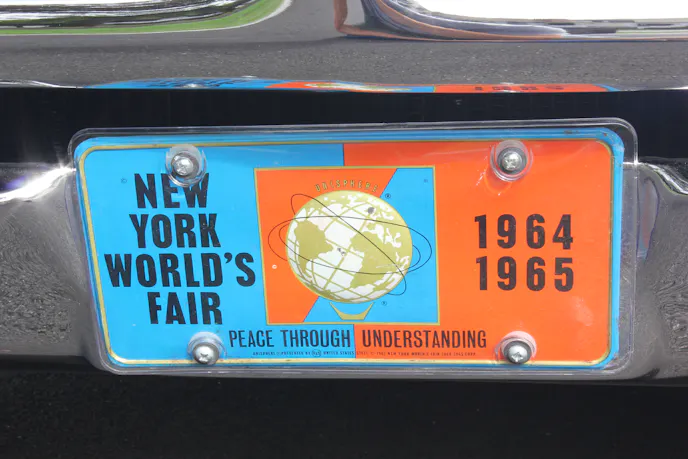 NEW
YORK
WORLD'S
FAIR
UNISPHERE
®
1964
1965
PEACE THROUGH UNDERSTANDING